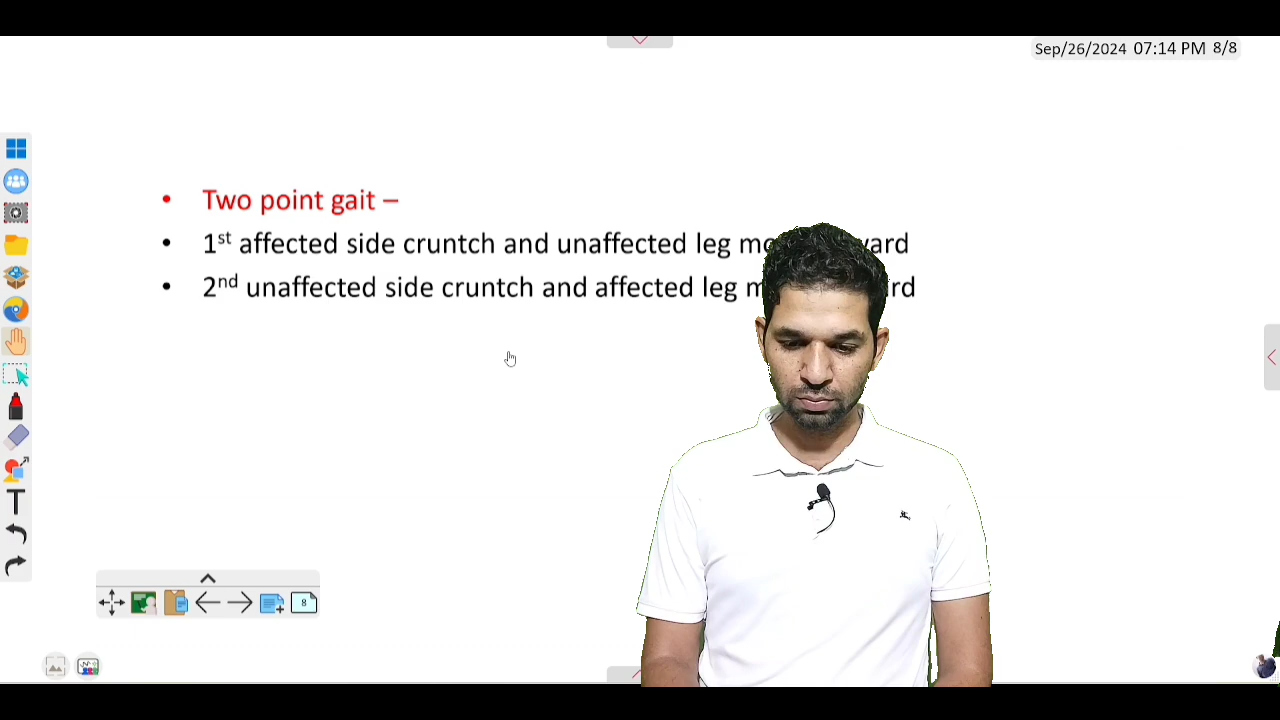 Sep/26/2024 07:14 PM 8/8
• Two point gait –
• 1st affected side cruntch and unaffected leg
• 2nd unaffected side cruntch and affected leg
T
8